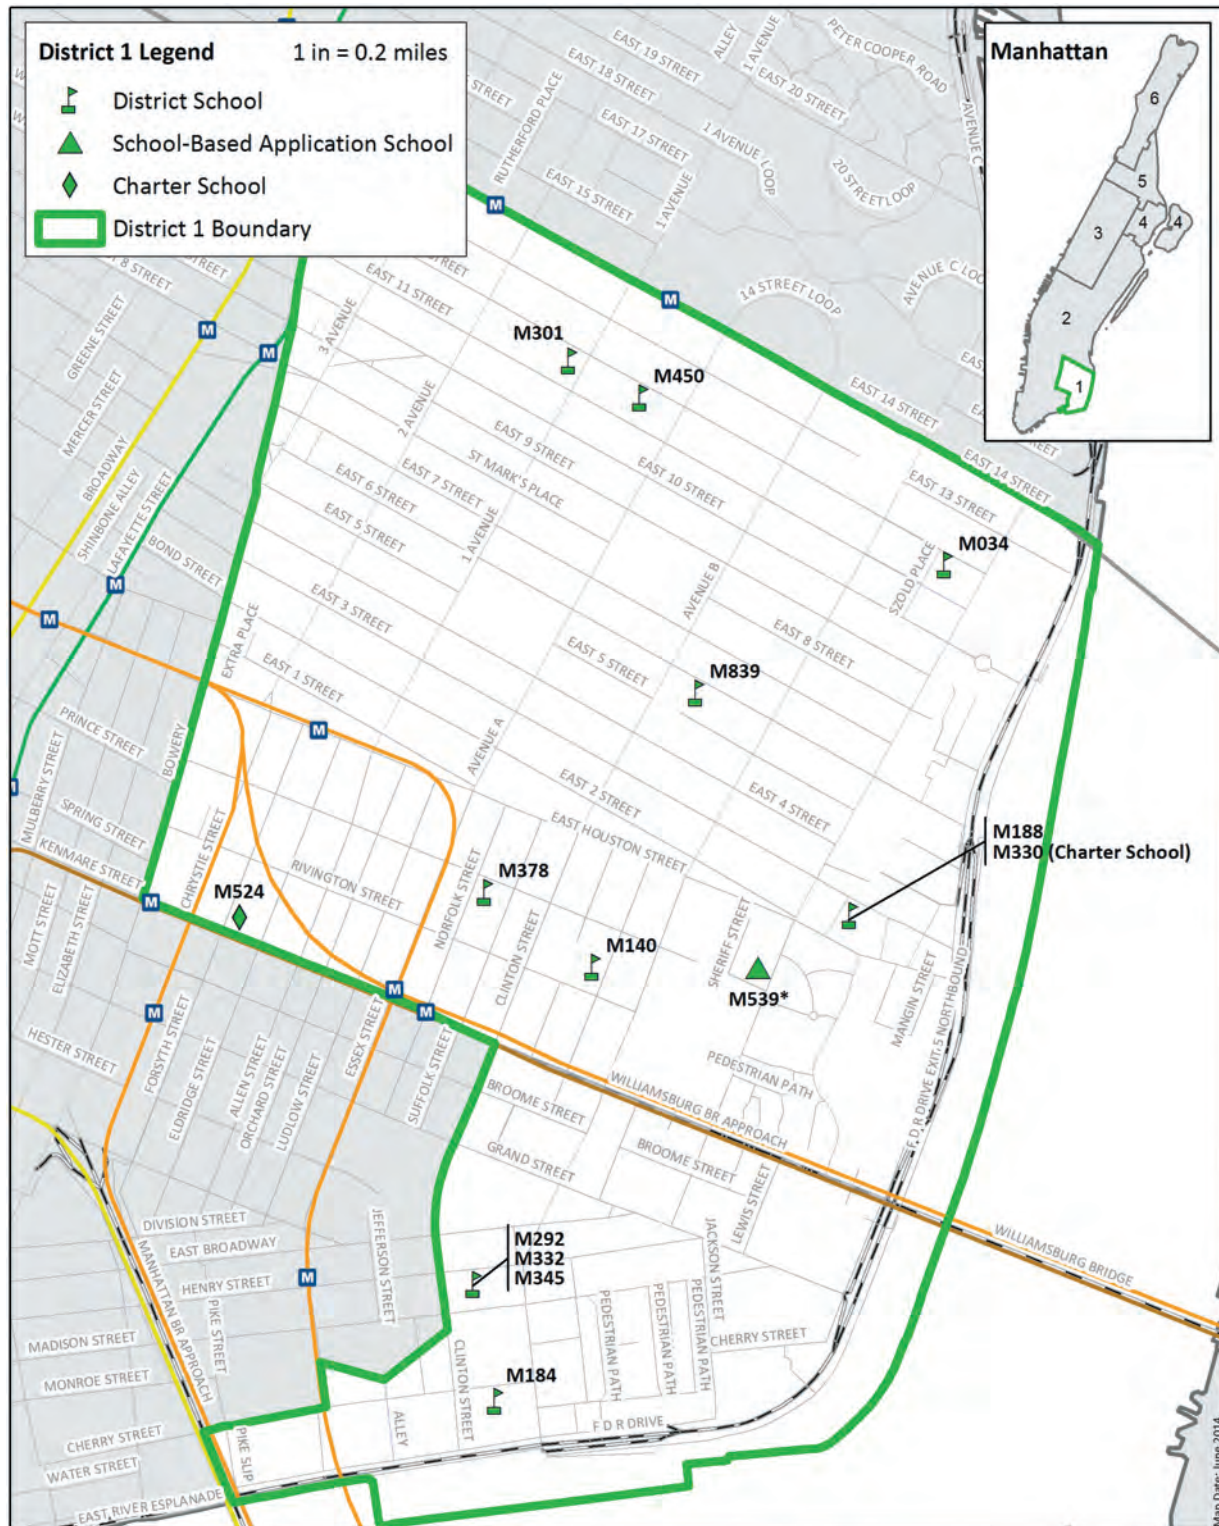 District 1 Legend
1 in = 0.2 miles
District School
School-Based Application School
Charter School
District 1 Boundary
Manhattan
6
5
4
4
3
2
1
EAST 19 STREET
ALLEY
1 AVENUE
PETER COOPER ROAD
EAST 18 STREET
EAST 20 STREET
RUTHERFORD PLACE
EAST 17 STREET
1 AVENUE LOOP
AVENUE C
EAST 15 STREET
1 AVENUE
20 STREET LOOP
8 STREET
STREET
EAST 11 STREET
14 STREET LOOP
AVENUE C LOOP
GREENE STREET
3 AVENUE
M301
M450
MERCER STREET
2 AVENUE
EAST 14 STREET
BROADWAY
EAST 9 STREET
ST MARK'S PLACE
EAST 10 STREET
EAST 14 STREET
EAST 7 STREET
EAST 6 STREET
EAST 13 STREET
SHINBONE ALLEY
LAFAYETTE STREET
EAST 5 STREET
1 AVENUE
M034
BOND STREET
AVENUE B
SZOLD PLACE
EAST 3 STREET
EAST 8 STREET
EXTRA PLACE
EAST 1 STREET
EAST 5 STREET
M839
PRINCE STREET
BOWERY
AVENUE A
MULBERRY STREET
EAST 2 STREET
EAST 4 STREET
SPRING STREET
EAST HOUSTON STREET
M188
M330 (Charter School)
KENMARE STREET
CHRYSTIE STREET
RIVINGTON STREET
M378
M524
NORFOLK STREET
MOTT STREET
ELIZABETH STREET
CLINTON STREET
M140
SHERIFF STREET
M539*
MANGIN STREET
F D R DRIVE EXIT 5 NORTHBOUND
HESTER STREET
FORSYTH STREET
ELDRIDGE STREET
ALLEN STREET
ORCHARD STREET
LUDLOW STREET
ESSEX STREET
SUFFOLK STREET
BROOME STREET
WILLIAMSBURG BR APPROACH
PEDESTRIAN PATH
GRAND STREET
BROOME STREET
LEWIS STREET
DIVISION STREET
EAST BROADWAY
HENRY STREET
JEFFERSON STREET
M292
M332
M345
JACKSON STREET
WILLIAMSBURG BRIDGE
MANHATTAN BR APPROACH
PIKE STREET
MADISON STREET
MONROE STREET
PEDESTRIAN PATH
PEDESTRIAN PATH
PEDESTRIAN PATH
CHERRY STREET
CLINTON STREET
M184
ALLEY
F D R DRIVE
CHERRY STREET
WATER STREET
PIKE SLIP
EAST RIVER ESPLANADE
Map Date: June 2014
M
M
M
M
M
M
M
M
M
M
M
M
M